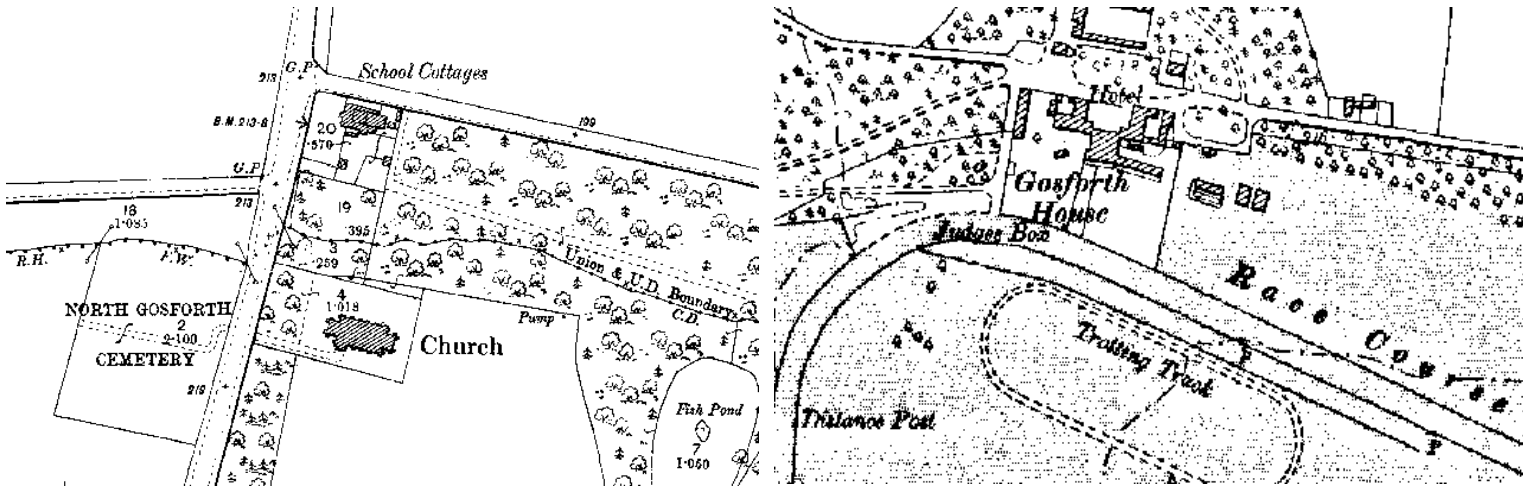 213
G.P.
School Cottages
B.M.213·8
20
·570
199
G.P.
213
19
18
1·085
·395
3
·259
R.H.
F.W.
Union & U.D. Boundary
C.D.
NORTH GOSFORTH
2
2·100
CEMETERY
4
1·018
Pump
Church
219
Fish Pond
7
1·050
Hotel
Gosforth
House
Judges Box
Race Course
Trotting Track
Distance Post
P